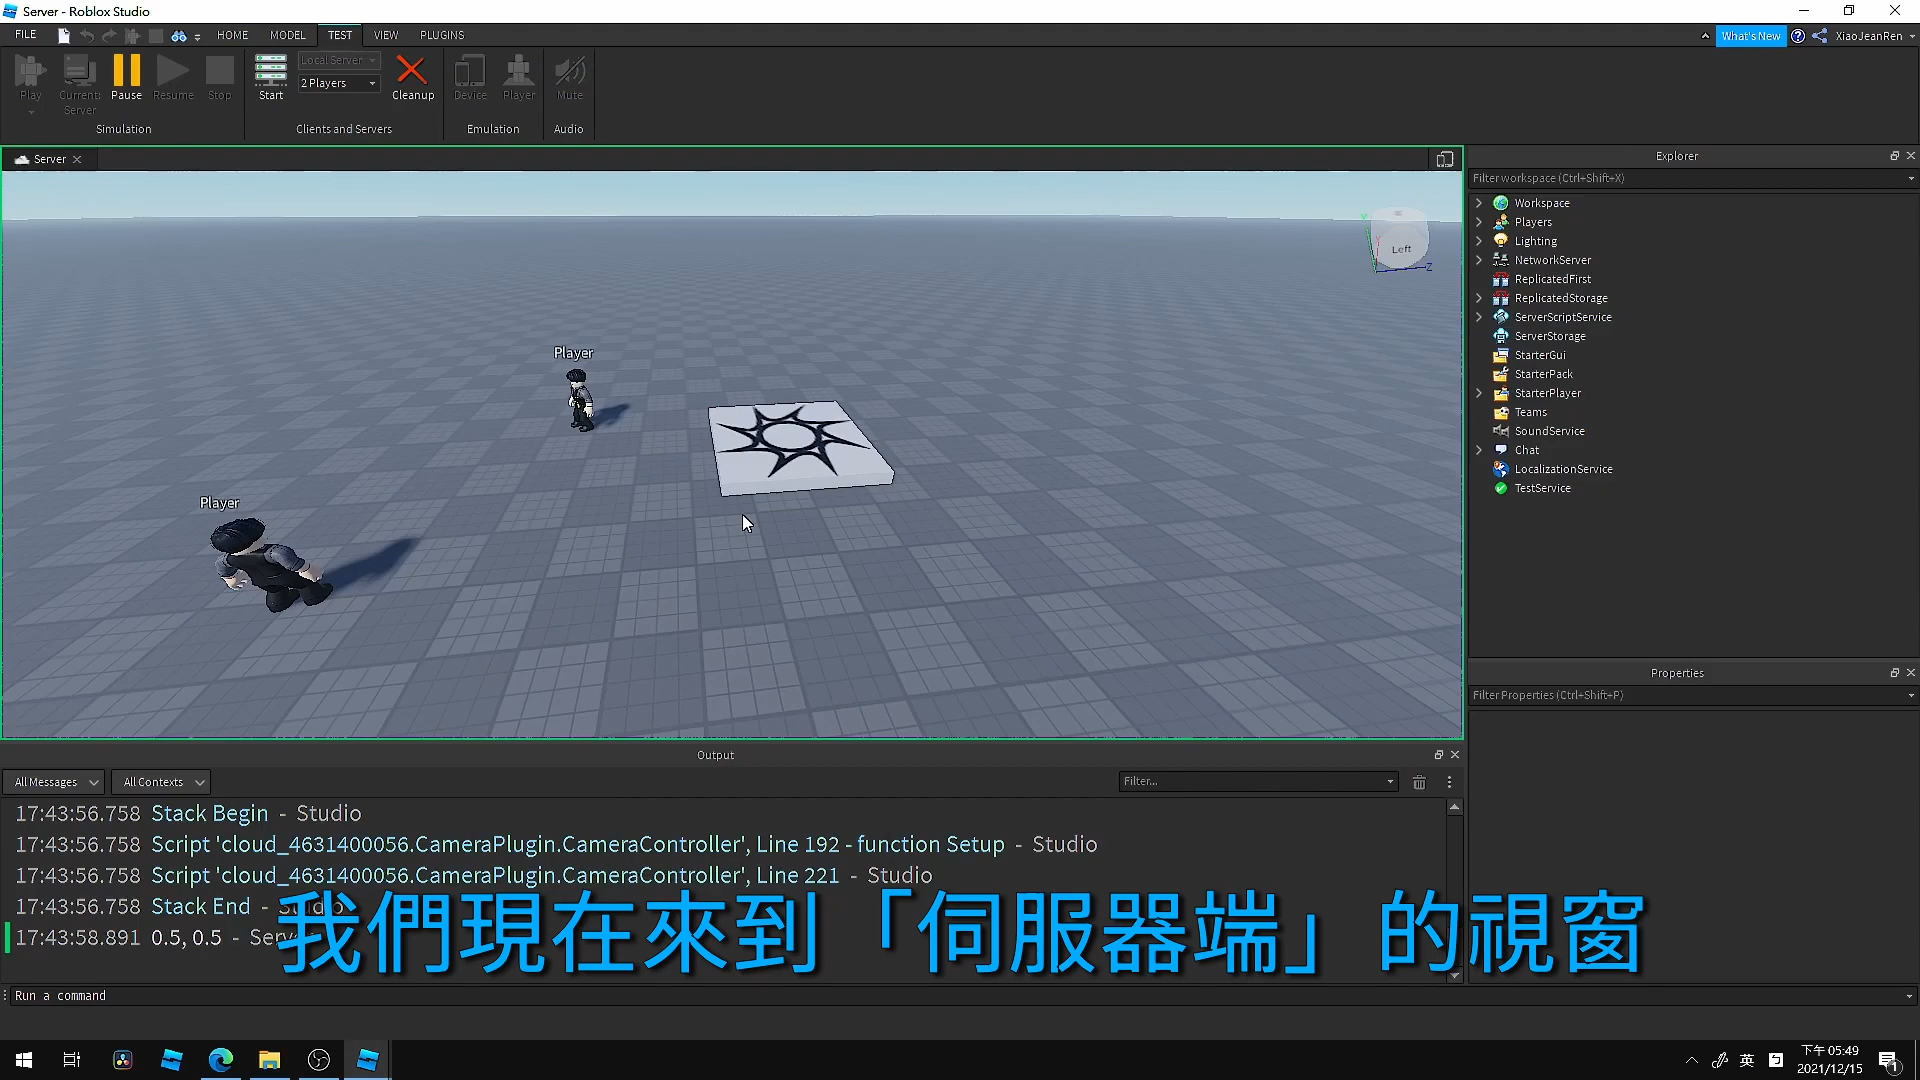 Server - Roblox Studio
FILE HOME MODEL TEST VIEW PLUGINS What's New XiaoJeanRen
Play Current: Server Pause Resume Stop Start Local Server 2 Players Cleanup Device Player Mute
Simulation Clients and Servers Emulation Audio
Server
Left
Z
Player
Player
Explorer
Filter workspace (Ctrl+Shift+X)
Workspace
Players
Lighting
NetworkServer
ReplicatedFirst
ReplicatedStorage
ServerScriptService
ServerStorage
StarterGui
StarterPack
StarterPlayer
Teams
SoundService
Chat
LocalizationService
TestService
Properties
Filter Properties (Ctrl+Shift+P)
Output
All Messages All Contexts Filter...
17:43:56.758 Stack Begin - Studio
17:43:56.758 Script 'cloud_4631400056.CameraPlugin.CameraController', Line 192 - function Setup - Studio
17:43:56.758 Script 'cloud_4631400056.CameraPlugin.CameraController', Line 221 - Studio
17:43:56.758 Stack End - Studio
17:43:58.891 0.5, 0.5 - Server
我們現在來到「伺服器端」的視窗
Run a command
英 下午 05:49
2021/12/15
1